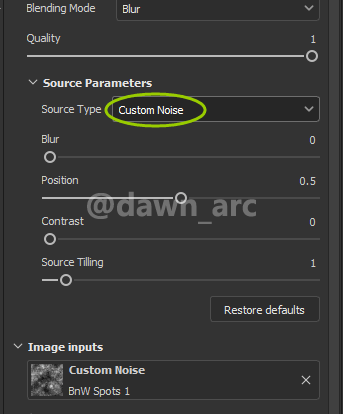 Blending Mode Blur
Quality 1
Source Parameters
Source Type Custom Noise
Blur 0
Position 0.5
@dawn_arc
Contrast 0
Source Tilling 1
Restore defaults
Image inputs
Custom Noise
BnW Spots 1